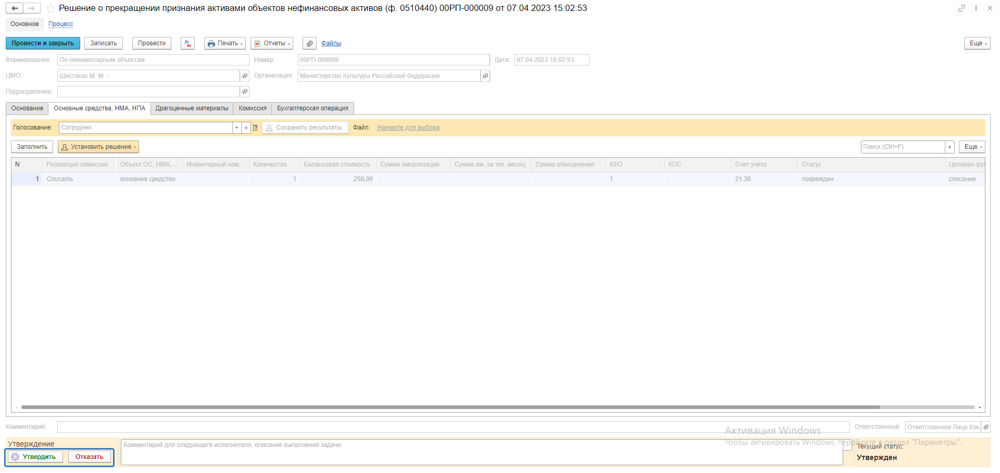 Решение о прекращении признания активами объектов нефинансовых активов (ф. 0510440) 00РП-000009 от 07.04.2023 15:02:53
Основное Процесс
Провести и закрыть Записать Провести Дт Кт Печать Отчеты Файлы Еще
Формирование: По неинвентарным объектам Номер: 00РП-000009 Дата: 07.04.2023 15:02:53
ЦМО: Шестаков М. М. - Организация: Министерство Культуры Российской Федерации
Подразделение:
Основание Основные средства, НМА, НПА Драгоценные материалы Комиссия Бухгалтерская операция
Голосование: Сотрудник Сохранить результаты Файл: Нажмите для выбора
Заполнить Установить решение Поиск (Ctrl+F) × Еще
N Резолюция комиссии Объект ОС, НМА,... Инвентарный ном... Количество Балансовая стоимость Сумма амортизации Сумма ам. за тек. месяц Сумма обесценения КФО КПС Счет учета Статус Целевая фун
1 Списать основное средство 1 250,00 1 21.36 поврежден списание
Комментарий: Ответственный: Ответственное Лицо Ком
Активация Windows
Чтобы активировать Windows, перейдите в раздел "Параметры".
Утверждение Комментарий для следующего исполнителя, описание выполнения задачи Текущий статус:
Утвердить Отказать Утвержден